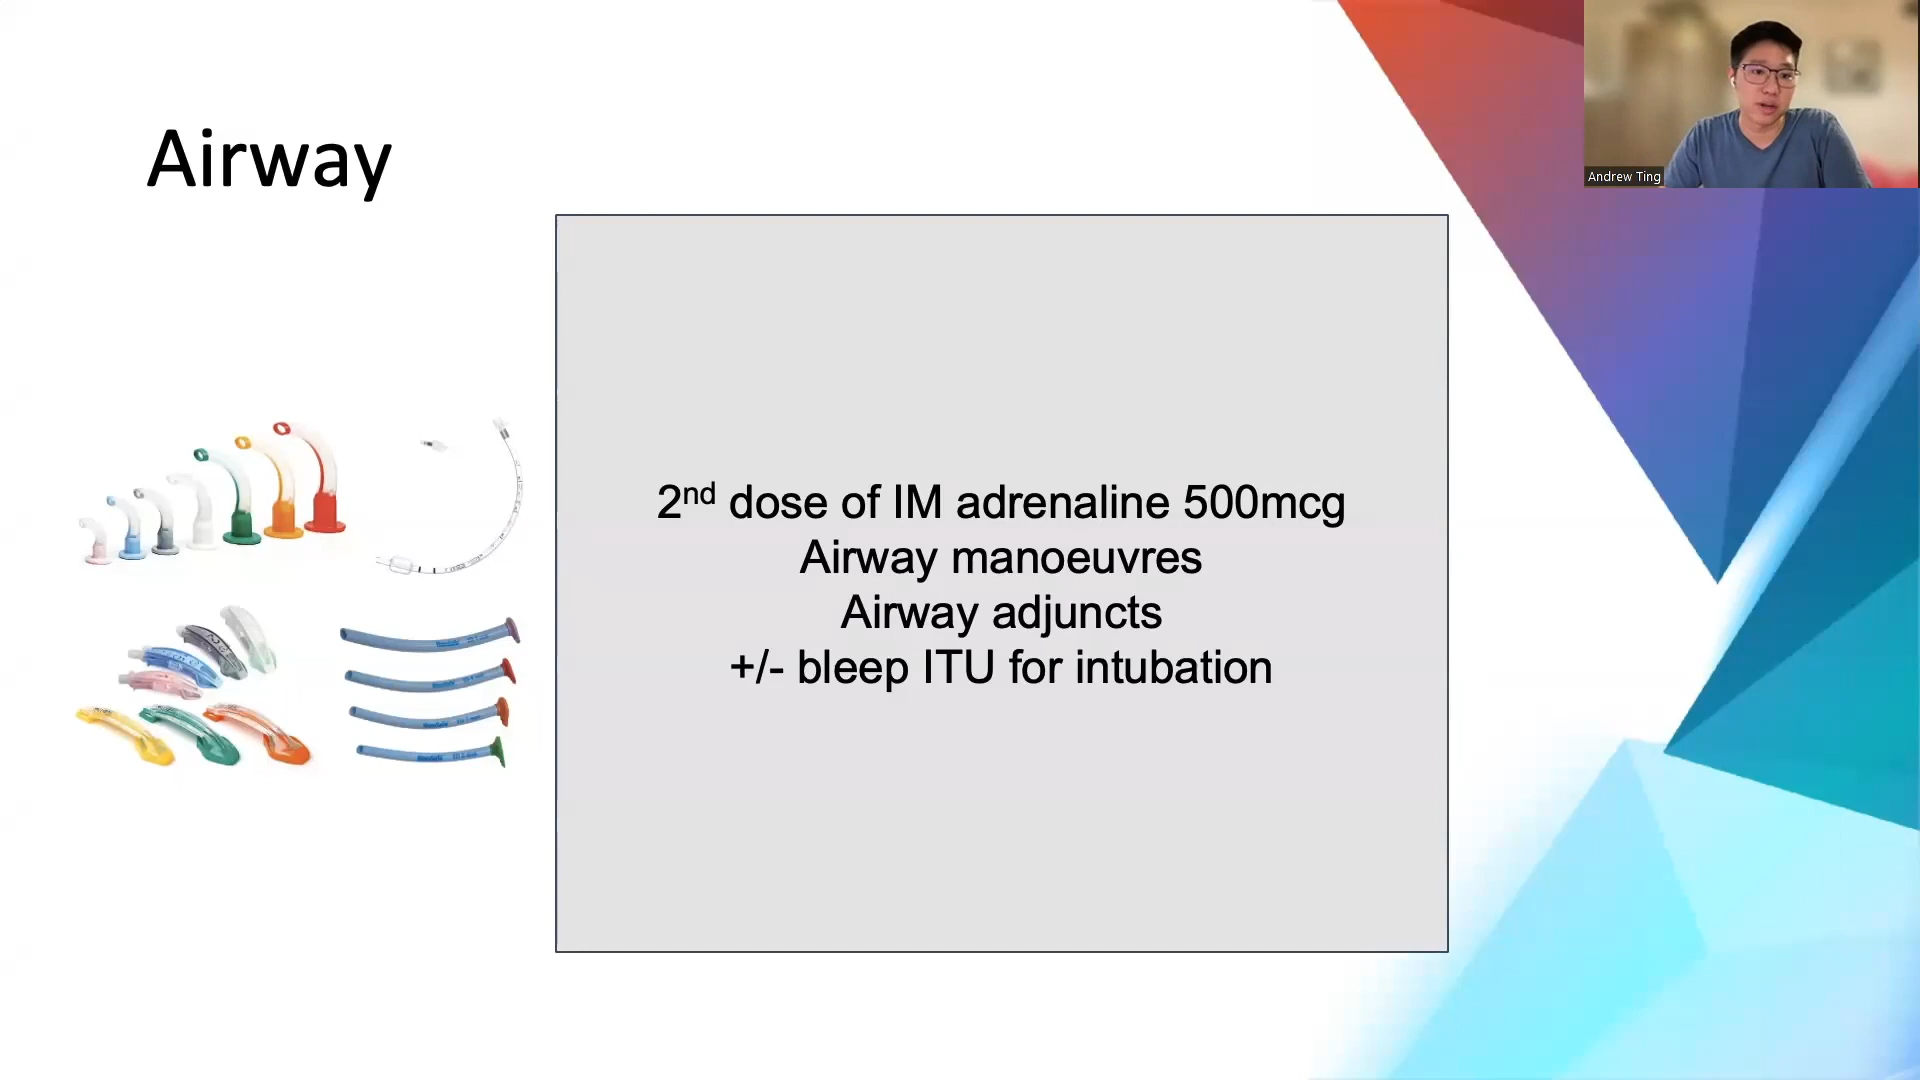 Airway
Andrew Ting
2nd dose of IM adrenaline 500mcg
Airway manoeuvres
Airway adjuncts
+/- bleep ITU for intubation